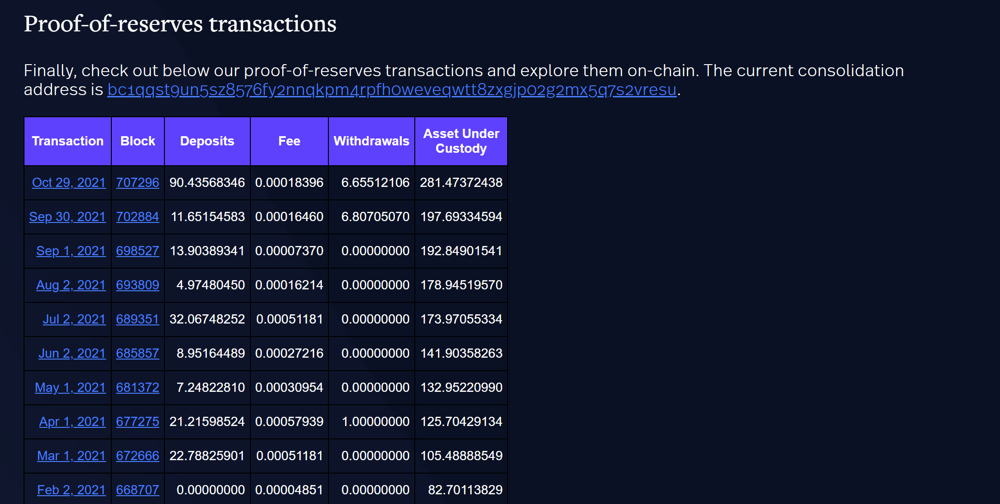 Proof-of-reserves transactions
Finally, check out below our proof-of-reserves transactions and explore them on-chain. The current consolidation
address is bc1qqst9un5sz8576fy2nnqkpm4rpfh0weveqwtt8zxgjp02g2mx5q7s2vresu.
Transaction Block Deposits Fee Withdrawals Asset Under Custody
Oct 29, 2021 707296 90.43568346 0.00018396 6.65512106 281.47372438
Sep 30, 2021 702884 11.65154583 0.00016460 6.80705070 197.69334594
Sep 1, 2021 698527 13.90389341 0.00007370 0.00000000 192.84901541
Aug 2, 2021 693809 4.97480450 0.00016214 0.00000000 178.94519570
Jul 2, 2021 689351 32.06748252 0.00051181 0.00000000 173.97055334
Jun 2, 2021 685857 8.95164489 0.00027216 0.00000000 141.90358263
May 1, 2021 681372 7.24822810 0.00030954 0.00000000 132.95220990
Apr 1, 2021 677275 21.21598524 0.00057939 1.00000000 125.70429134
Mar 1, 2021 672666 22.78825901 0.00051181 0.00000000 105.48888549
Feb 2, 2021 668707 0.00000000 0.00004851 0.00000000 82.70113829